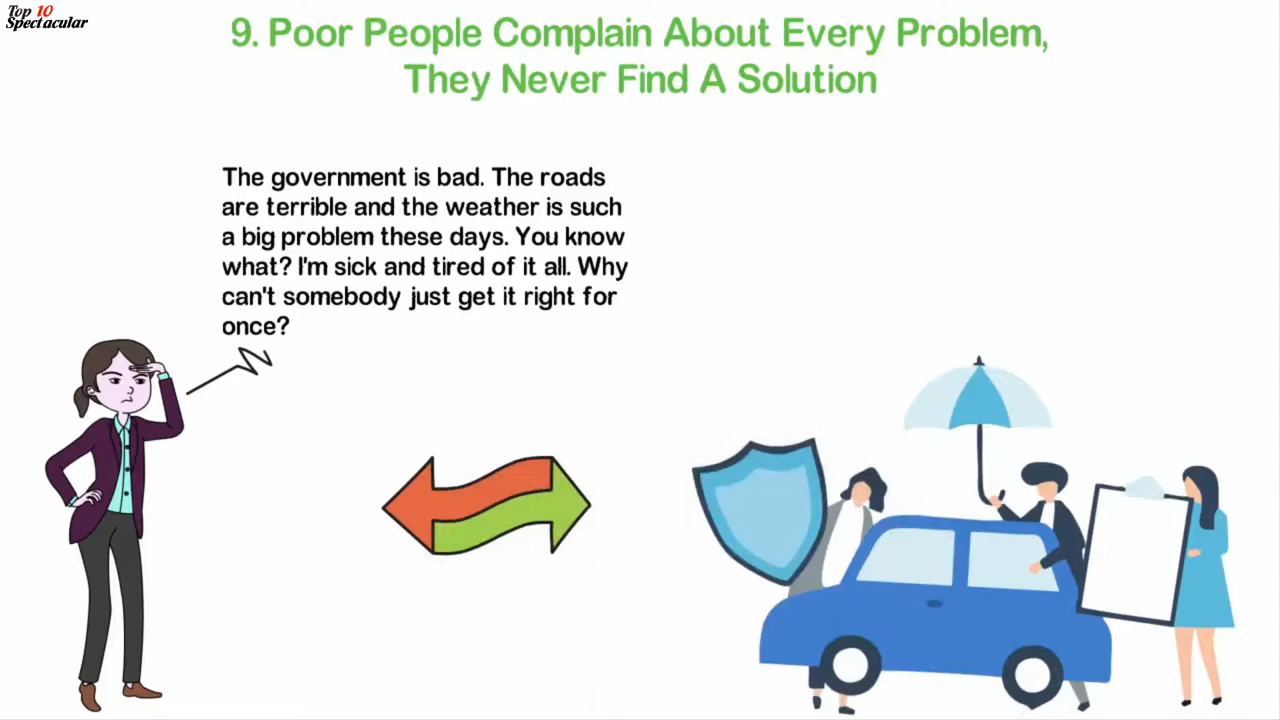 Top 10
Spectacular
9. Poor People Complain About Every Problem,
They Never Find A Solution
The government is bad. The roads
are terrible and the weather is such
a big problem these days. You know
what? I'm sick and tired of it all. Why
can't somebody just get it right for
once?